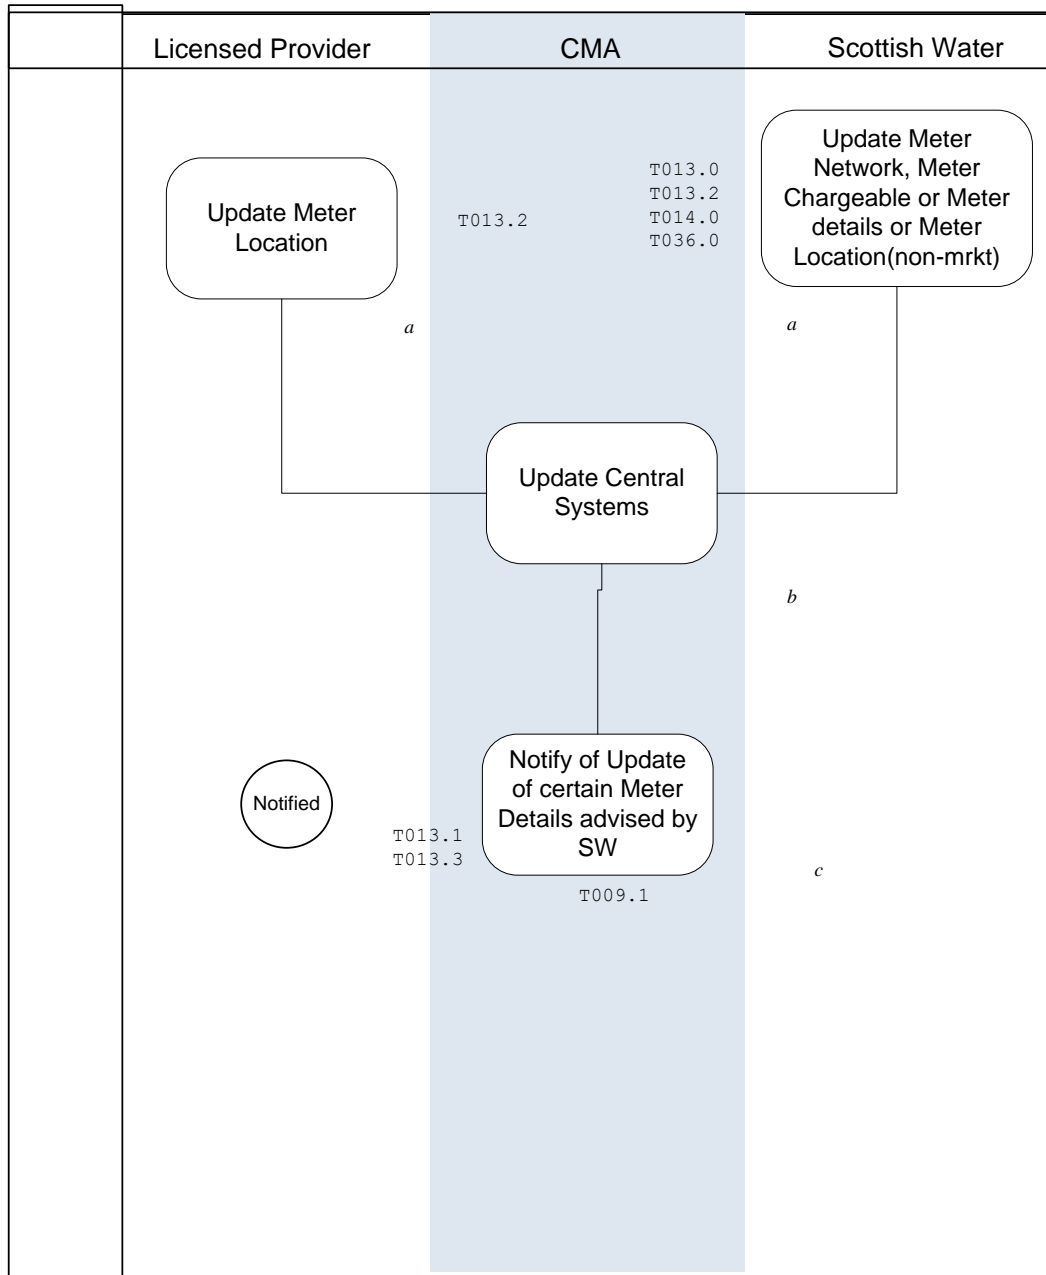 Licensed Provider
CMA
Scottish Water
Update Meter
Location
T013.2
T013.0
T013.2
T014.0
T036.0
Update Meter
Network, Meter
Chargeable or Meter
details or Meter
Location(non-mrkt)
a
a
Update Central
Systems
b
Notified
T013.1
T013.3
Notify of Update
of certain Meter
Details advised by
SW
T009.1
c